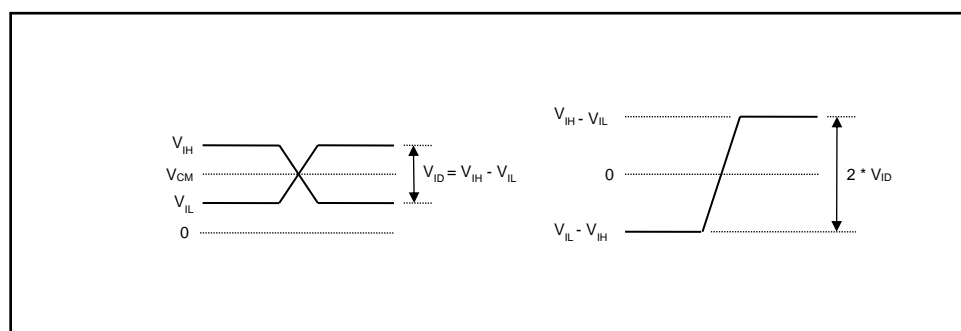 V_IH
V_CM
V_IL
0
V_ID = V_IH - V_IL
V_IH - V_IL
0
V_IL - V_IH
2 * V_ID